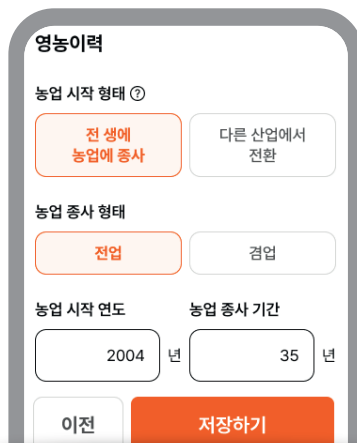 영농이력
농업 시작 형태 ?
전 생에
농업에 종사
다른 산업에서
전환
농업 종사 형태
전업
겸업
농업 시작 연도
농업 종사 기간
2004 년
35 년
이전
저장하기